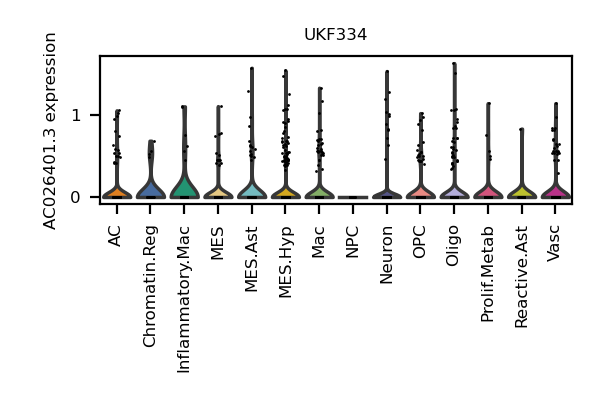 UKF334
AC026401.3 expression
1
0
AC
Chromatin.Reg
Inflammatory.Mac
MES
MES.Ast
MES.Hyp
Mac
NPC
Neuron
OPC
Oligo
Prolif.Metab
Reactive.Ast
Vasc